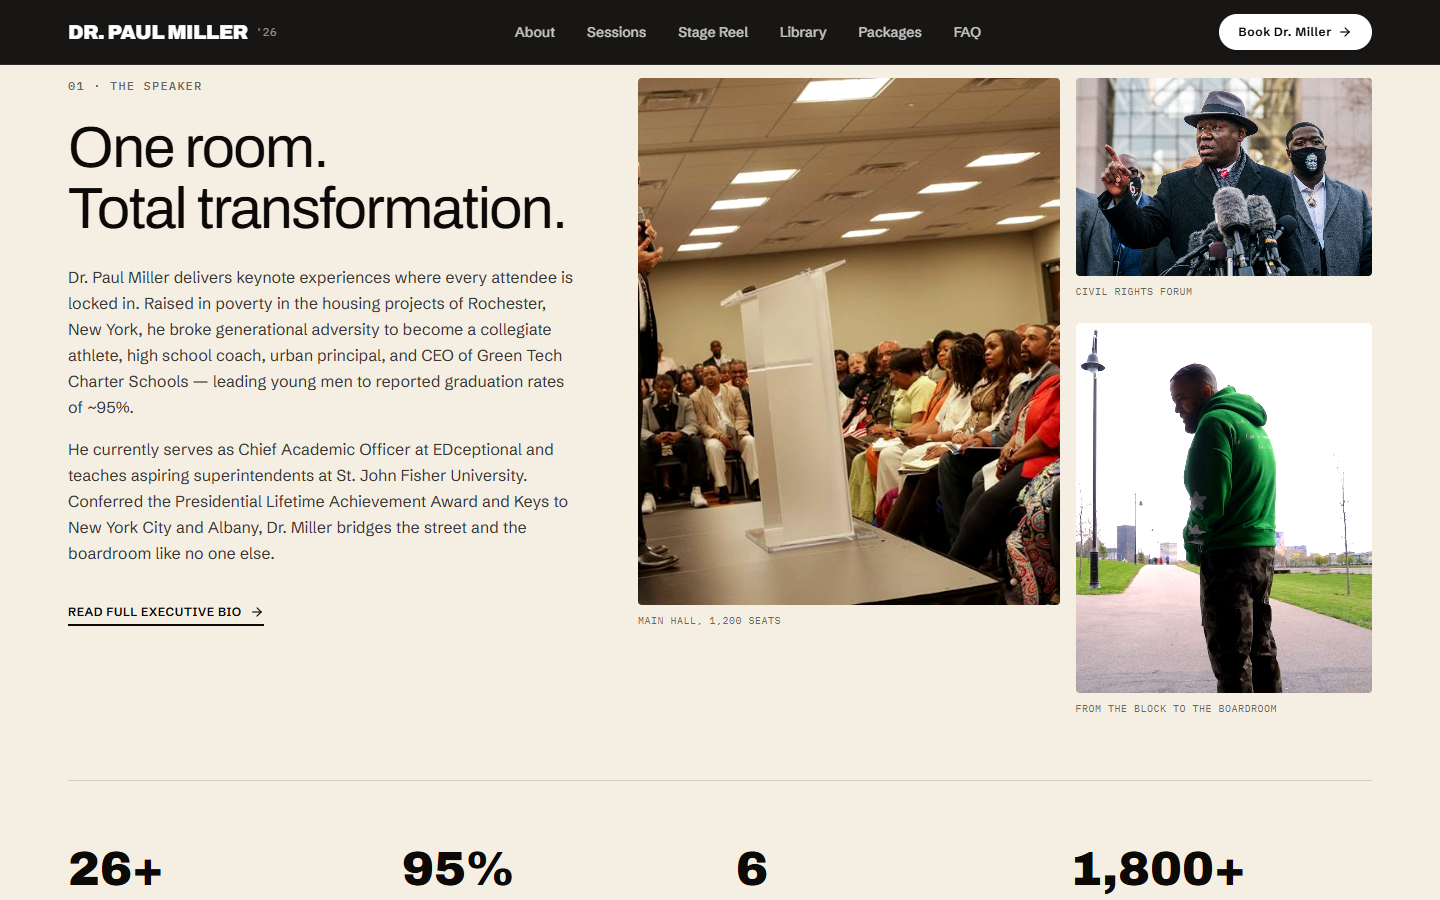 DR. PAUL MILLER '26
About Sessions Stage Reel Library Packages FAQ
Book Dr. Miller →
01 · THE SPEAKER
One room.
Total transformation.
Dr. Paul Miller delivers keynote experiences where every attendee is
locked in. Raised in poverty in the housing projects of Rochester,
New York, he broke generational adversity to become a collegiate
athlete, high school coach, urban principal, and CEO of Green Tech
Charter Schools — leading young men to reported graduation rates
of ~95%.
He currently serves as Chief Academic Officer at EDceptional and
teaches aspiring superintendents at St. John Fisher University.
Conferred the Presidential Lifetime Achievement Award and Keys to
New York City and Albany, Dr. Miller bridges the street and the
boardroom like no one else.
READ FULL EXECUTIVE BIO →
MAIN HALL, 1,200 SEATS
CIVIL RIGHTS FORUM
FROM THE BLOCK TO THE BOARDROOM
26+
95%
6
1,800+